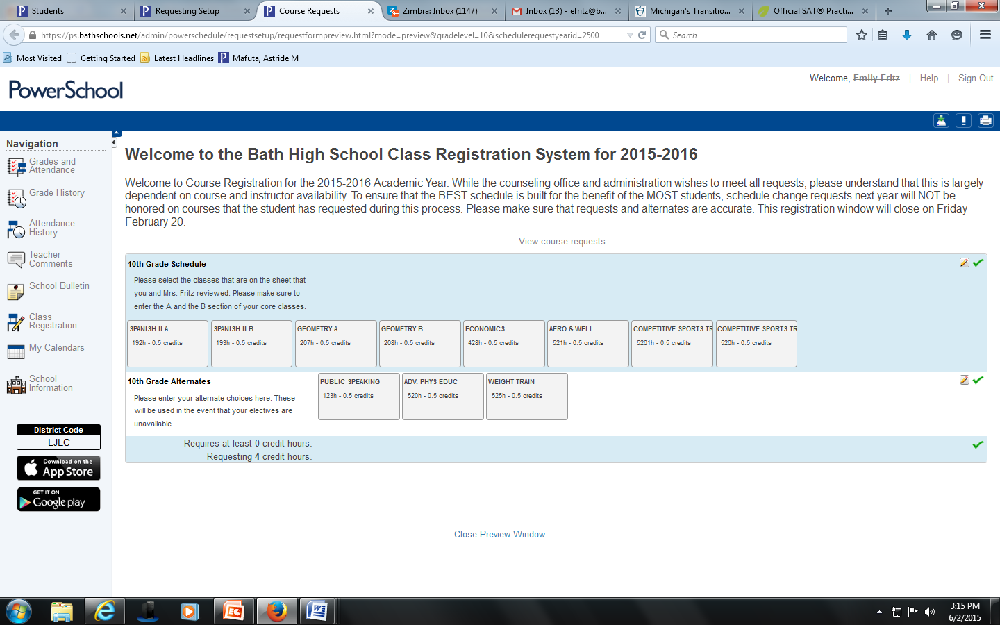 Students
Requesting Setup
Course Requests
Zimbra: Inbox (1147)
Inbox (13) - efritz@b...
Michigan's Transitio...
Official SAT® Practi...
https://ps.bathschools.net/admin/powerschedule/requestsetup/requestformpreview.html?mode=preview&gradelevel=10&schedulerequestyearid=2500
Search
Most Visited
Getting Started
Latest Headlines
Mafuta, Astride M
PowerSchool
Welcome, Emily Fritz | Help | Sign Out
Navigation
Grades and
Attendance
Grade History
Attendance
History
Teacher
Comments
School Bulletin
Class
Registration
My Calendars
School
Information
District Code
LJLC
Download on the
App Store
GET IT ON
Google play
Welcome to the Bath High School Class Registration System for 2015-2016
Welcome to Course Registration for the 2015-2016 Academic Year. While the counseling office and administration wishes to meet all requests, please understand that this is largely
dependent on course and instructor availability. To ensure that the BEST schedule is built for the benefit of the MOST students, schedule change requests next year will NOT be
honored on courses that the student has requested during this process. Please make sure that requests and alternates are accurate. This registration window will close on Friday
February 20.
View course requests
10th Grade Schedule
Please select the classes that are on the sheet that
you and Mrs. Fritz reviewed. Please make sure to
enter the A and the B section of your core classes.
SPANISH II A
192h - 0.5 credits
SPANISH II B
193h - 0.5 credits
GEOMETRY A
207h - 0.5 credits
GEOMETRY B
208h - 0.5 credits
ECONOMICS
428h - 0.5 credits
AERO & WELL
521h - 0.5 credits
COMPETITIVE SPORTS TR
5261h - 0.5 credits
COMPETITIVE SPORTS TR
526h - 0.5 credits
10th Grade Alternates
Please enter your alternate choices here. These
will be used in the event that your electives are
unavailable.
PUBLIC SPEAKING
123h - 0.5 credits
ADV. PHYS EDUC
520h - 0.5 credits
WEIGHT TRAIN
525h - 0.5 credits
Requires at least 0 credit hours.
Requesting 4 credit hours.
Close Preview Window
3:15 PM
6/2/2015